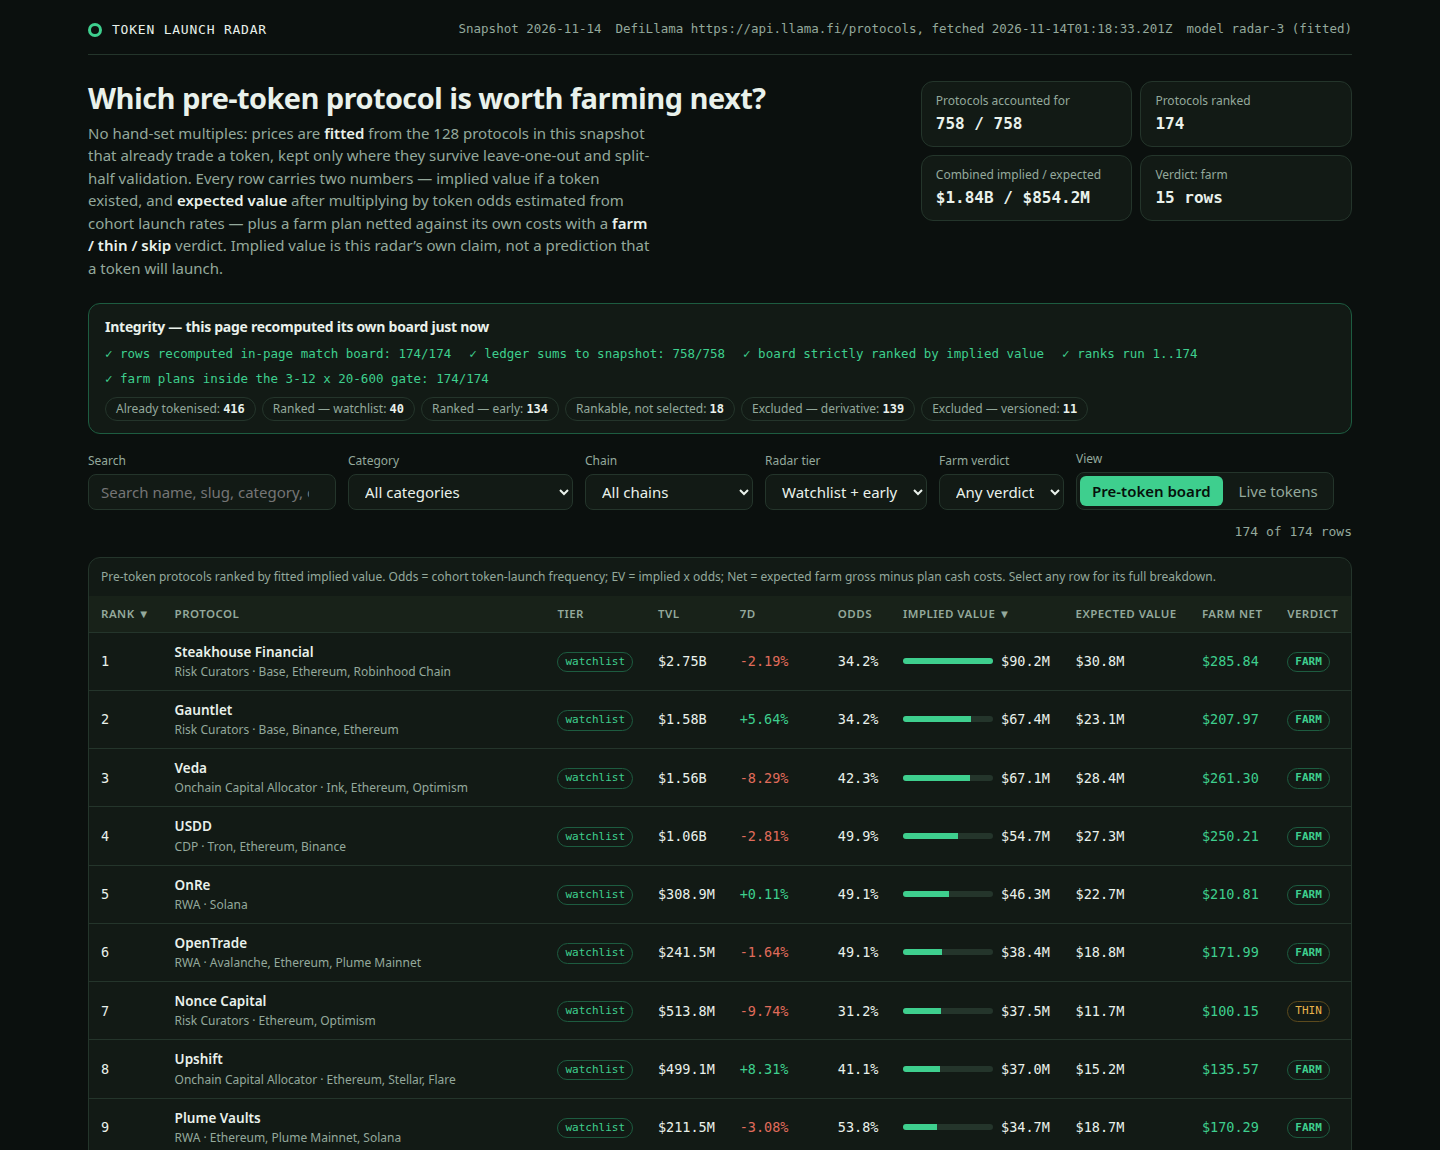 TOKEN LAUNCH RADAR
Snapshot 2026-11-14 DefiLlama https://api.llama.fi/protocols, fetched 2026-11-14T01:18:33.201Z model radar-3 (fitted)
Which pre-token protocol is worth farming next?
No hand-set multiples: prices are fitted from the 128 protocols in this snapshot
that already trade a token, kept only where they survive leave-one-out and split-
half validation. Every row carries two numbers — implied value if a token
existed, and expected value after multiplying by token odds estimated from
cohort launch rates — plus a farm plan netted against its own costs with a farm
/ thin / skip verdict. Implied value is this radar's own claim, not a prediction that
a token will launch.
Protocols accounted for
758 / 758
Protocols ranked
174
Combined implied / expected
$1.84B / $854.2M
Verdict: farm
15 rows
Integrity — this page recomputed its own board just now
✓ rows recomputed in-page match board: 174/174 ✓ ledger sums to snapshot: 758/758 ✓ board strictly ranked by implied value ✓ ranks run 1..174
✓ farm plans inside the 3-12 x 20-600 gate: 174/174
Already tokenised: 416 Ranked — watchlist: 40 Ranked — early: 134 Rankable, not selected: 18 Excluded — derivative: 139 Excluded — versioned: 11
Search Category Chain Radar tier Farm verdict View
Search name, slug, category, All categories All chains Watchlist + early Any verdict Pre-token board Live tokens
174 of 174 rows
Pre-token protocols ranked by fitted implied value. Odds = cohort token-launch frequency; EV = implied x odds; Net = expected farm gross minus plan cash costs. Select any row for its full breakdown.
RANK ▼ PROTOCOL TIER TVL 7D ODDS IMPLIED VALUE ▼ EXPECTED VALUE FARM NET VERDICT
1 Steakhouse Financial watchlist $2.75B -2.19% 34.2% $90.2M $30.8M $285.84 FARM
Risk Curators · Base, Ethereum, Robinhood Chain
2 Gauntlet watchlist $1.58B +5.64% 34.2% $67.4M $23.1M $207.97 FARM
Risk Curators · Base, Binance, Ethereum
3 Veda watchlist $1.56B -8.29% 42.3% $67.1M $28.4M $261.30 FARM
Onchain Capital Allocator · Ink, Ethereum, Optimism
4 USDD watchlist $1.06B -2.81% 49.9% $54.7M $27.3M $250.21 FARM
CDP · Tron, Ethereum, Binance
5 OnRe watchlist $308.9M +0.11% 49.1% $46.3M $22.7M $210.81 FARM
RWA · Solana
6 OpenTrade watchlist $241.5M -1.64% 49.1% $38.4M $18.8M $171.99 FARM
RWA · Avalanche, Ethereum, Plume Mainnet
7 Nonce Capital watchlist $513.8M -9.74% 31.2% $37.5M $11.7M $100.15 THIN
Risk Curators · Ethereum, Optimism
8 Upshift watchlist $499.1M +8.31% 41.1% $37.0M $15.2M $135.57 FARM
Onchain Capital Allocator · Ethereum, Stellar, Flare
9 Plume Vaults watchlist $211.5M -3.08% 53.8% $34.7M $18.7M $170.29 FARM
RWA · Ethereum, Plume Mainnet, Solana